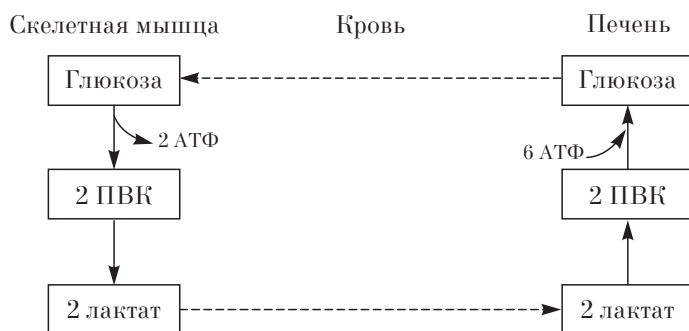 Скелетная мышца
Кровь
Печень
Глюкоза
Глюкоза
2 АТФ
6 АТФ
2 ПВК
2 ПВК
2 лактат
2 лактат